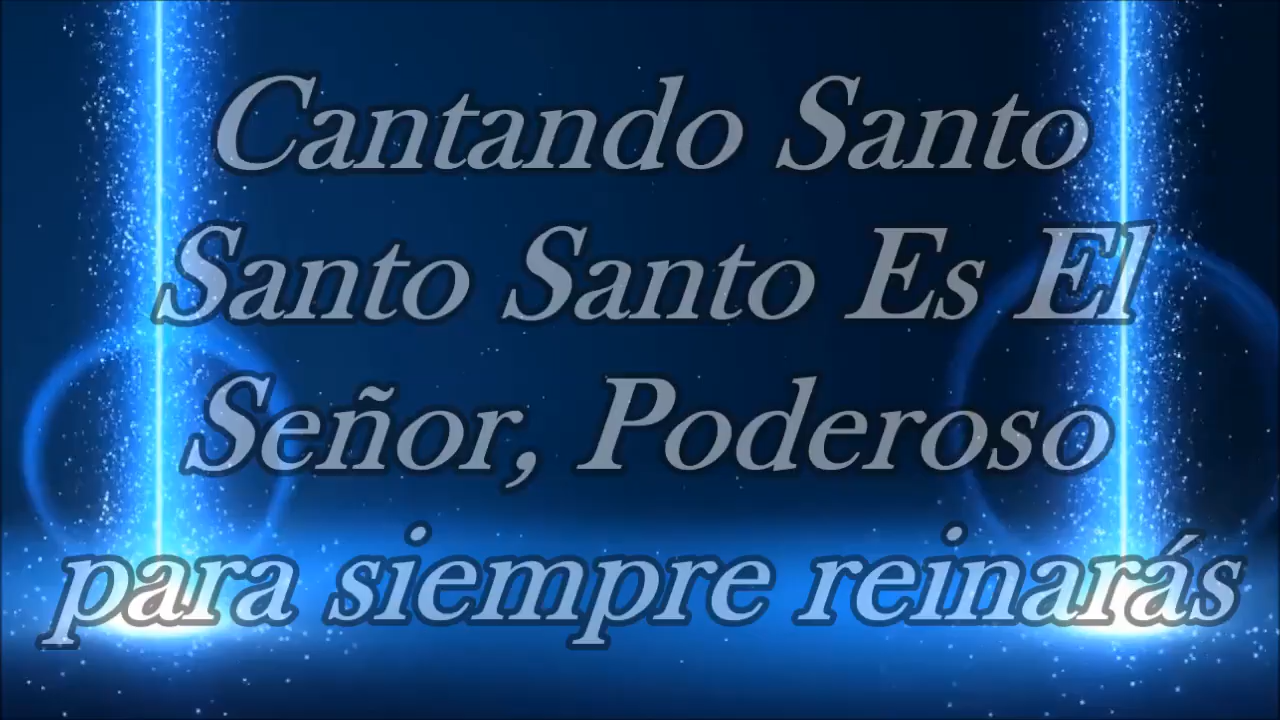 Cantando Santo
Santo Santo Es El
Señor, Poderoso
para siempre reinarás